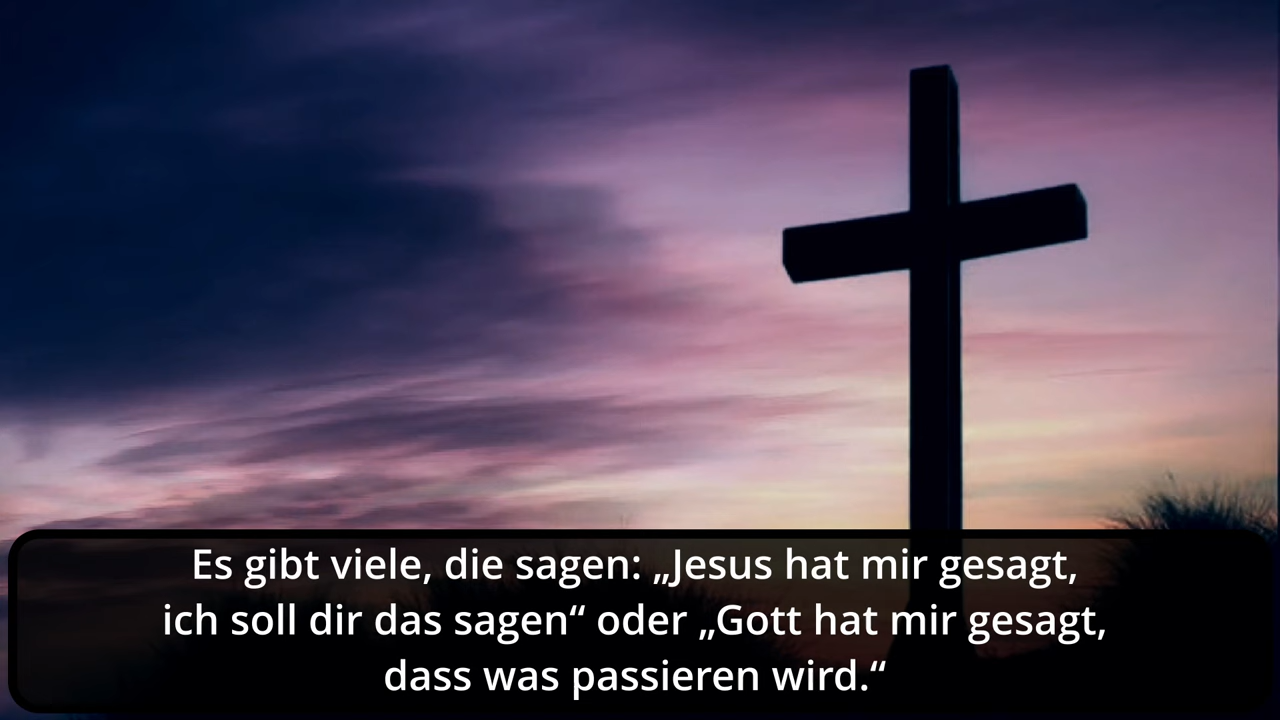 Es gibt viele, die sagen: „Jesus hat mir gesagt,
ich soll dir das sagen“ oder „Gott hat mir gesagt,
dass was passieren wird.“